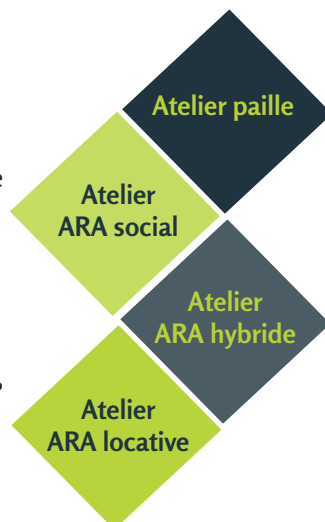 Atelier paille
e
Atelier
ARA social
Atelier
ARA hybride
?
Atelier
ARA locative